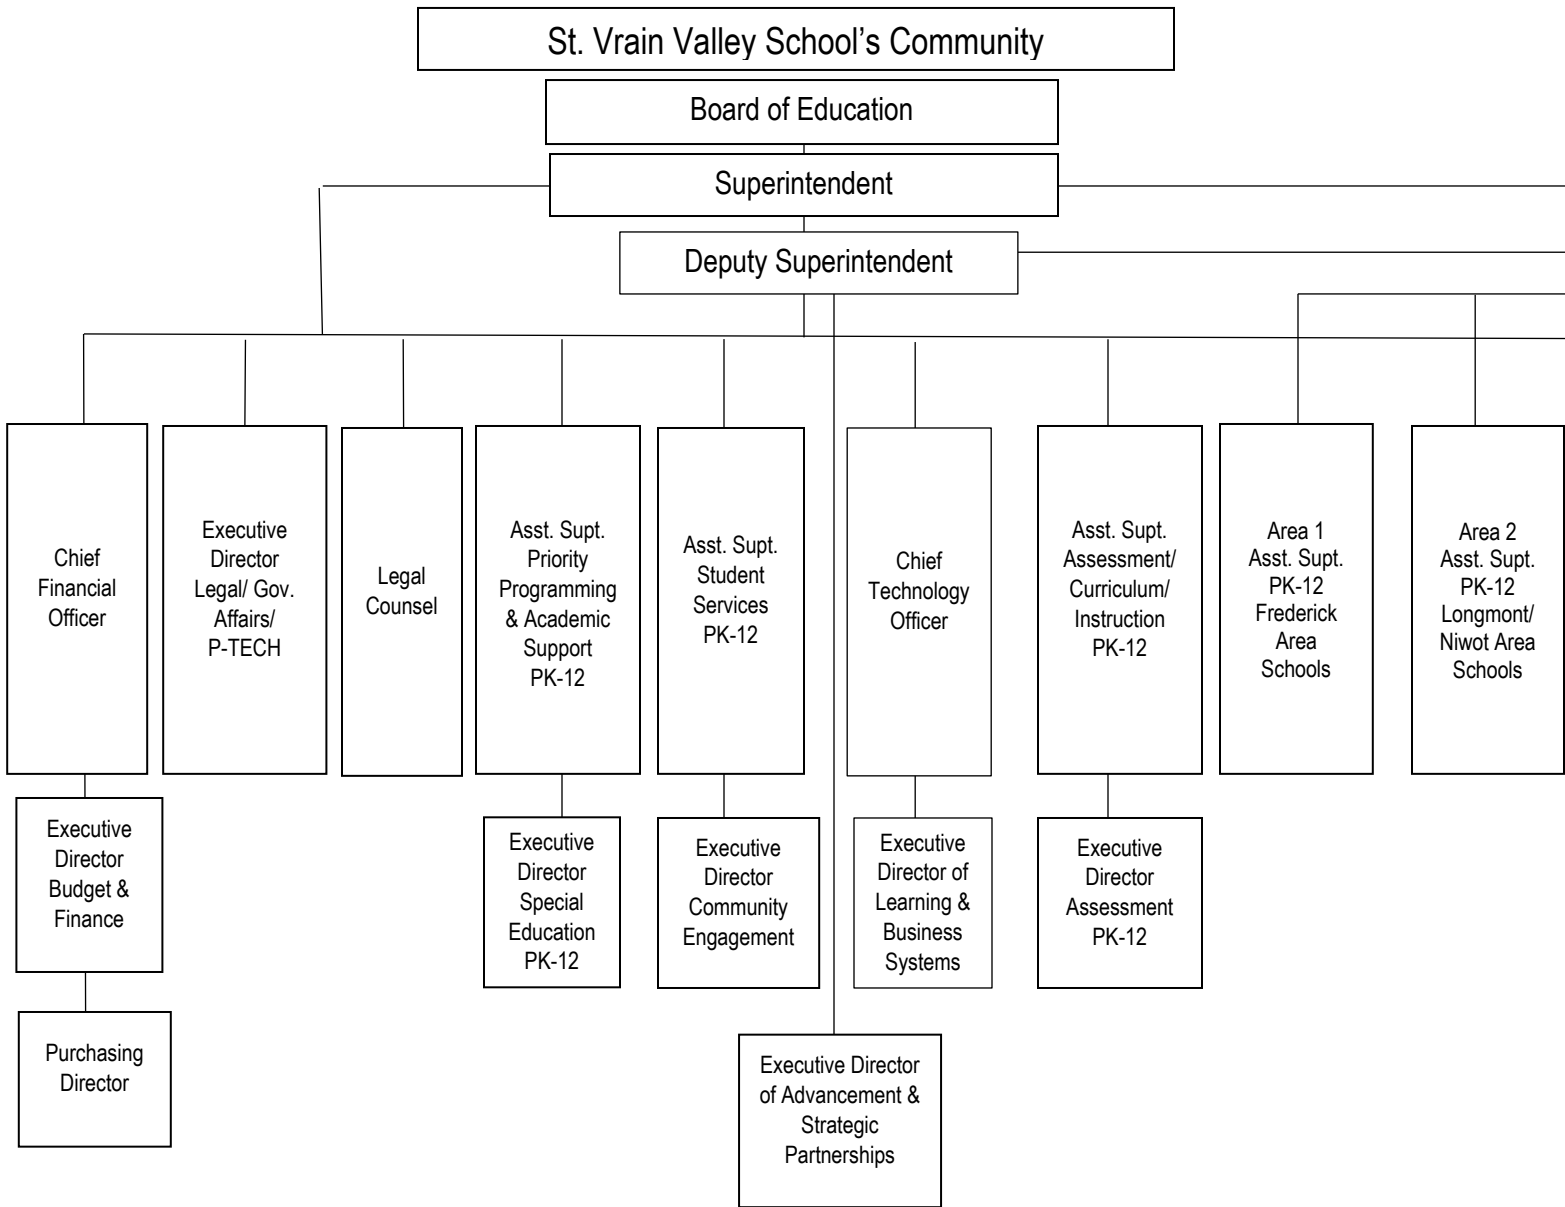 St. Vrain Valley School's Community
Board of Education
Superintendent
Deputy Superintendent
Chief
Financial
Officer
Executive
Director
Legal/ Gov.
Affairs/
P-TECH
Legal
Counsel
Asst. Supt.
Priority
Programming
& Academic
Support
PK-12
Asst. Supt.
Student
Services
PK-12
Chief
Technology
Officer
Asst. Supt.
Assessment/
Curriculum/
Instruction
PK-12
Area 1
Asst. Supt.
PK-12
Frederick
Area
Schools
Area 2
Asst. Supt.
PK-12
Longmont/
Niwot Area
Schools
Executive
Director
Budget &
Finance
Executive
Director
Special
Education
PK-12
Executive
Director
Community
Engagement
Executive
Director of
Learning &
Business
Systems
Executive
Director
Assessment
PK-12
Purchasing
Director
Executive Director
of Advancement &
Strategic
Partnerships